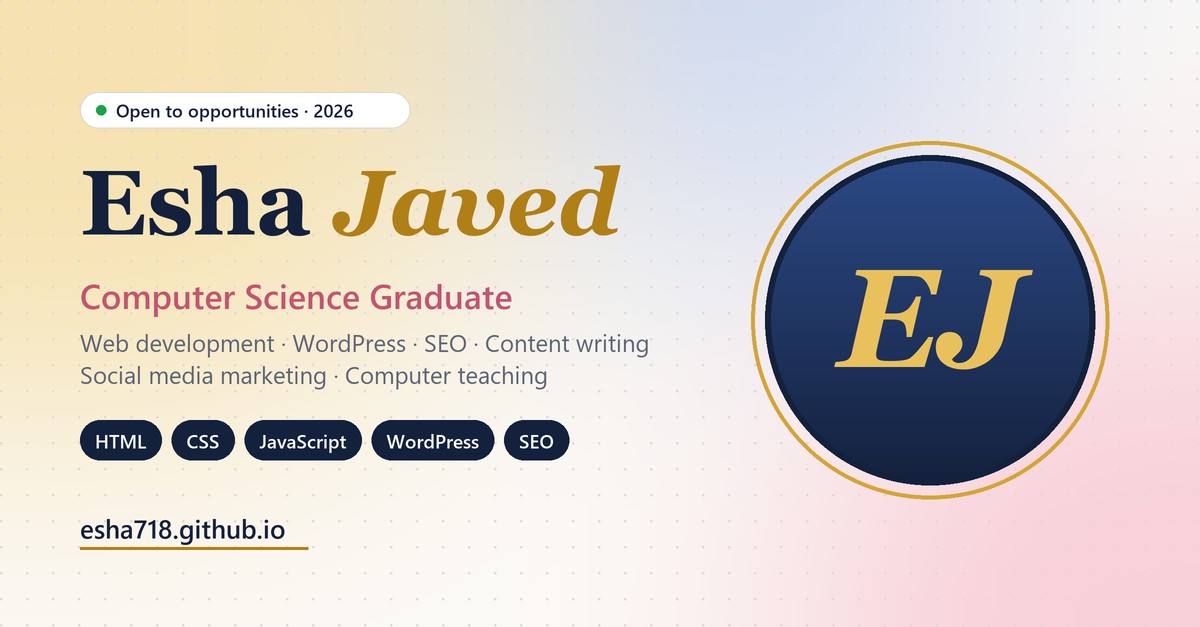 Open to opportunities · 2026
Esha Javed
Computer Science Graduate
Web development · WordPress · SEO · Content writing
Social media marketing · Computer teaching
HTML CSS JavaScript WordPress SEO
esha718.github.io
EJ